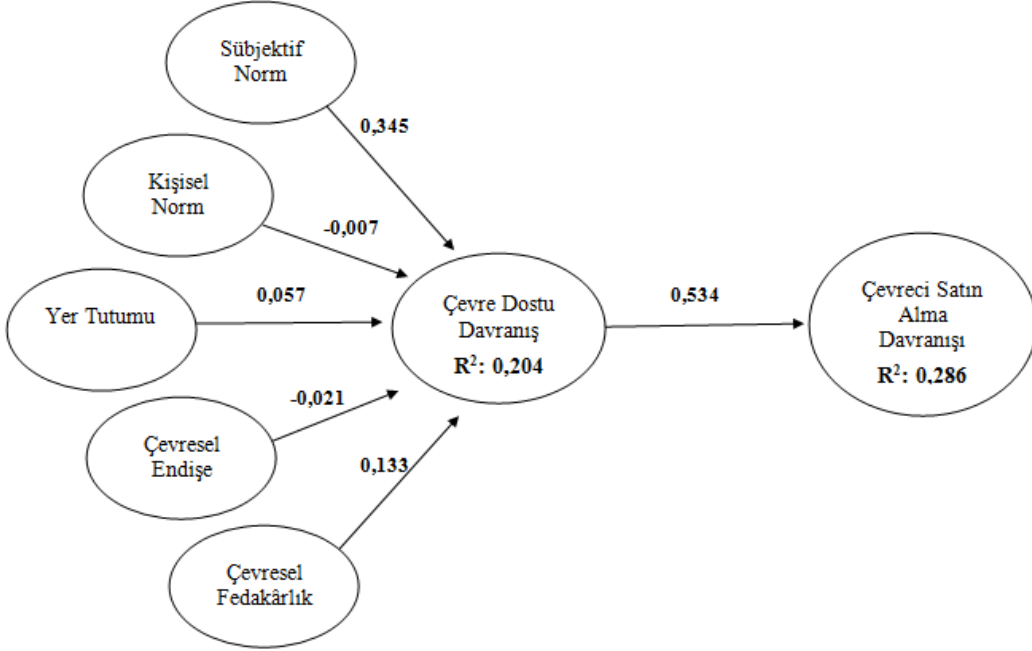 Sübjektif
Norm
0,345
Kişisel
Norm
-0,007
Yer Tutumu
0,057
Çevre Dostu
Davranış
R²: 0,204
0,534
Çevreci Satın
Alma
Davranışı
R²: 0,286
-0,021
Çevresel
Endişe
0,133
Çevresel
Fedakârlık